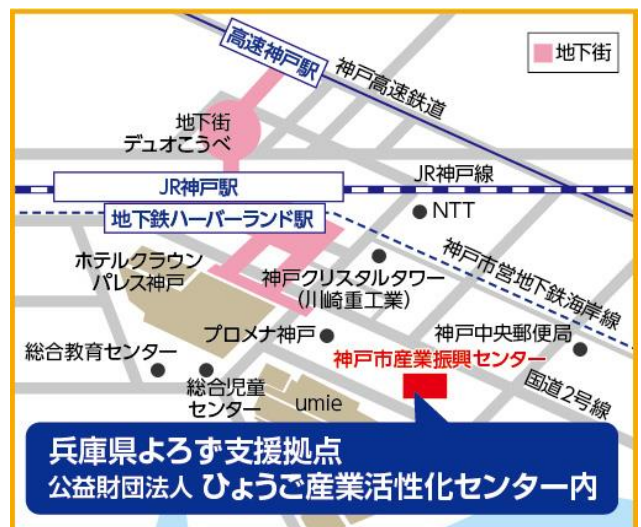 高速神戸駅
神戸高速鉄道
地下街
地下街
デュオこうべ
JR神戸駅
JR神戸線
地下鉄ハーバーランド駅
NTT
神戸市営地下鉄海岸線
ホテルクラウン
パレス神戸
神戸クリスタルタワー
(川崎重工業)
プロメナ神戸
神戸中央郵便局
総合教育センター
神戸市産業振興センター
総合児童
センター
umie
国道2号線
兵庫県よろず支援拠点
公益財団法人 ひょうご産業活性化センター内